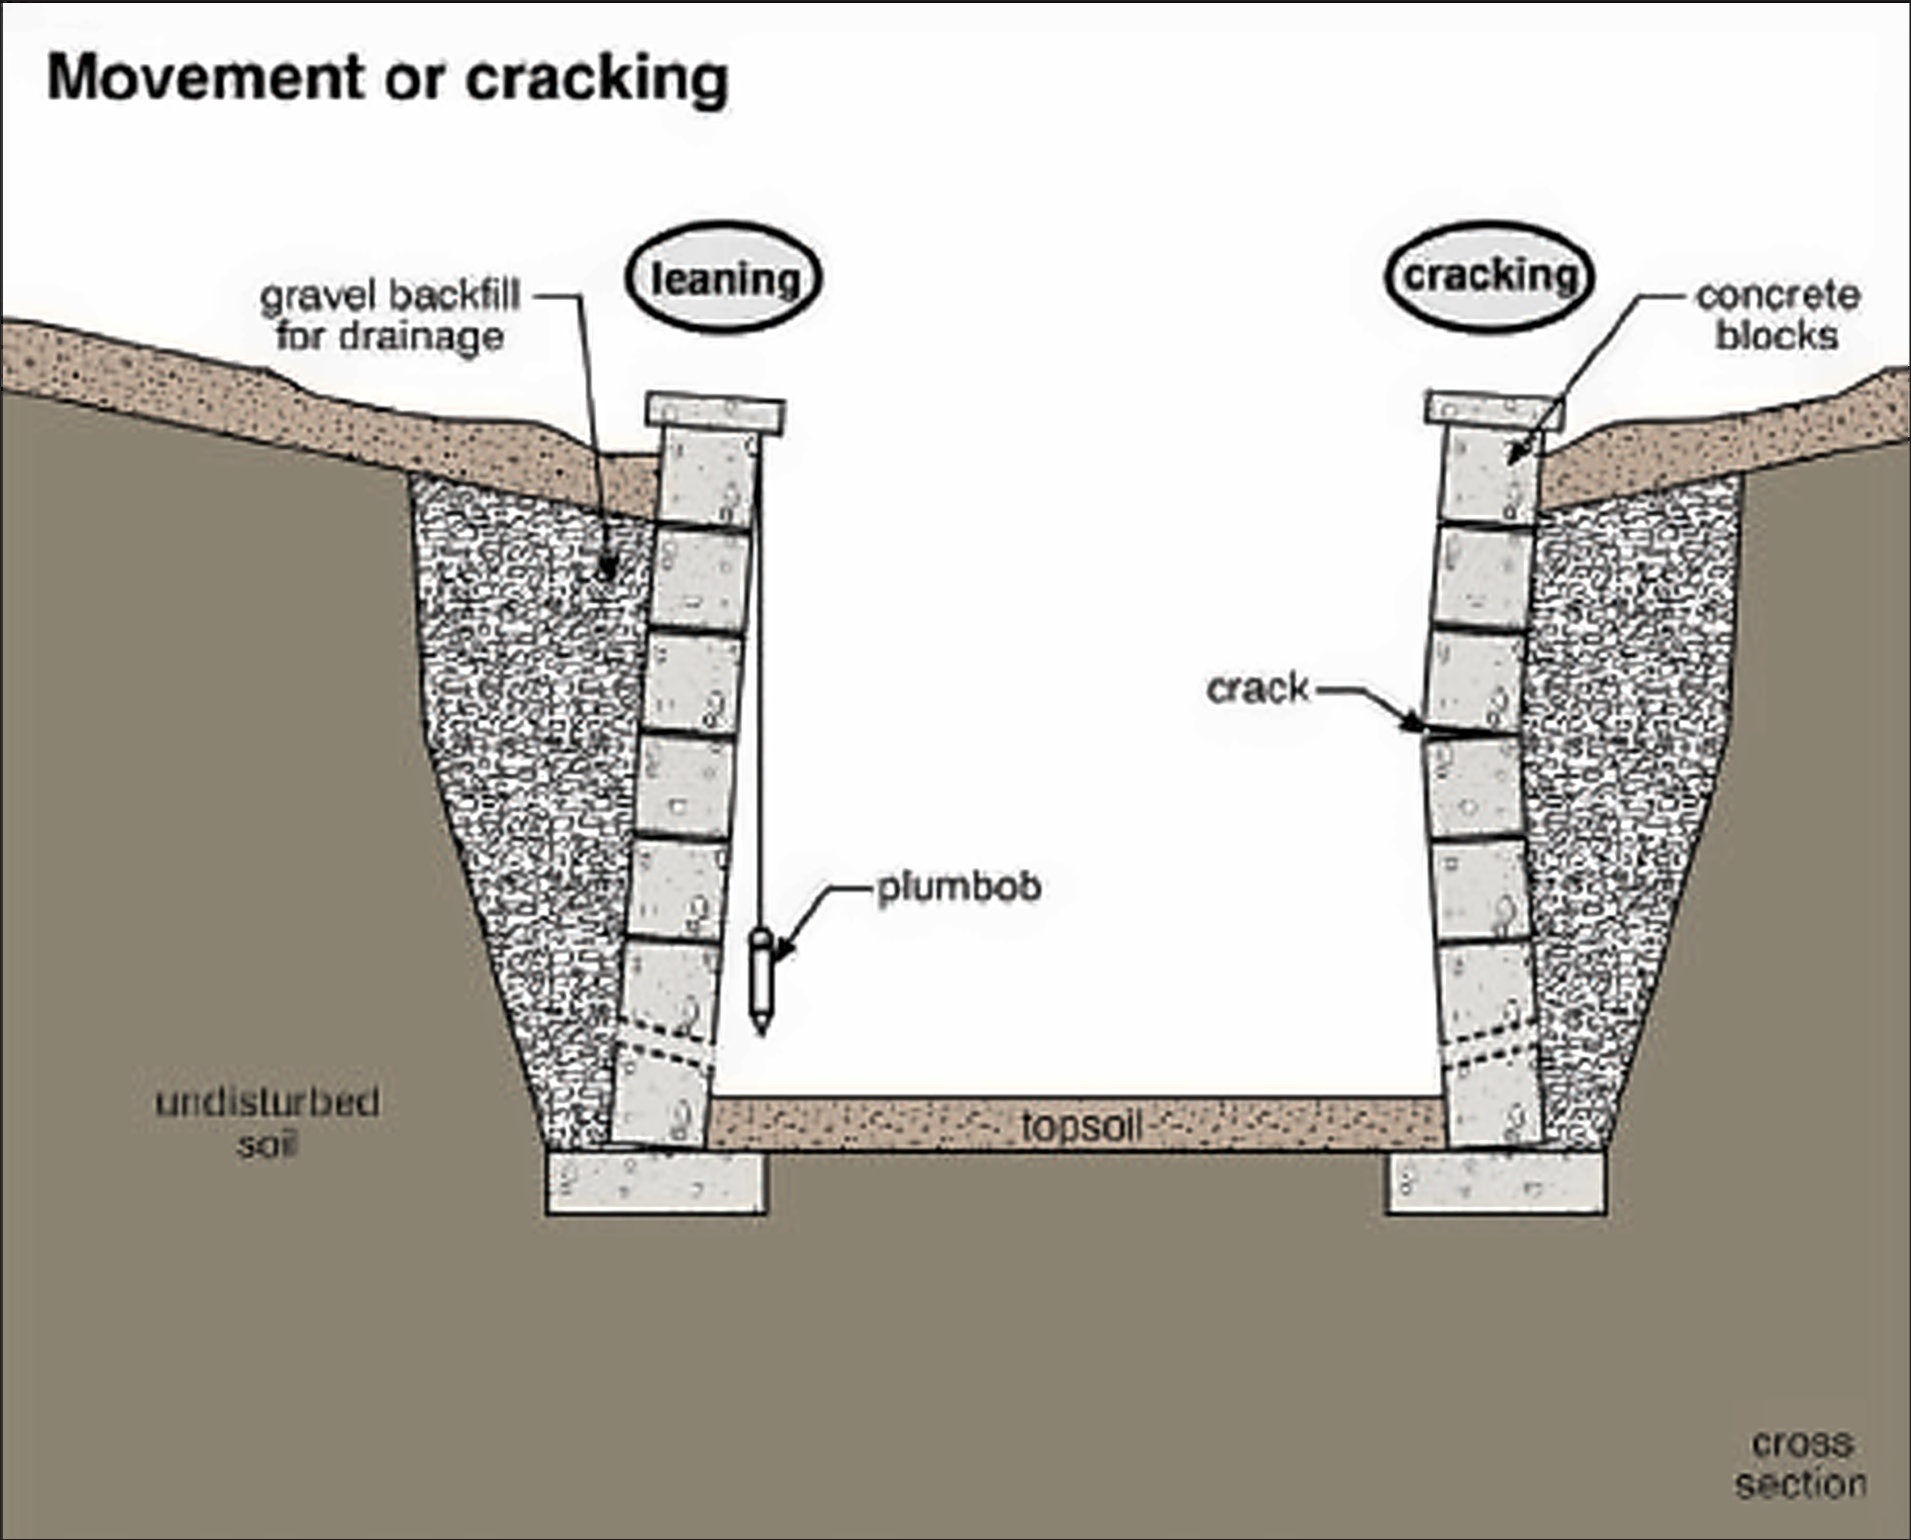 Movement or cracking
leaning
cracking
gravel backfill
for drainage
concrete
blocks
crack
plumbob
undisturbed
soil
topsoil
cross
section